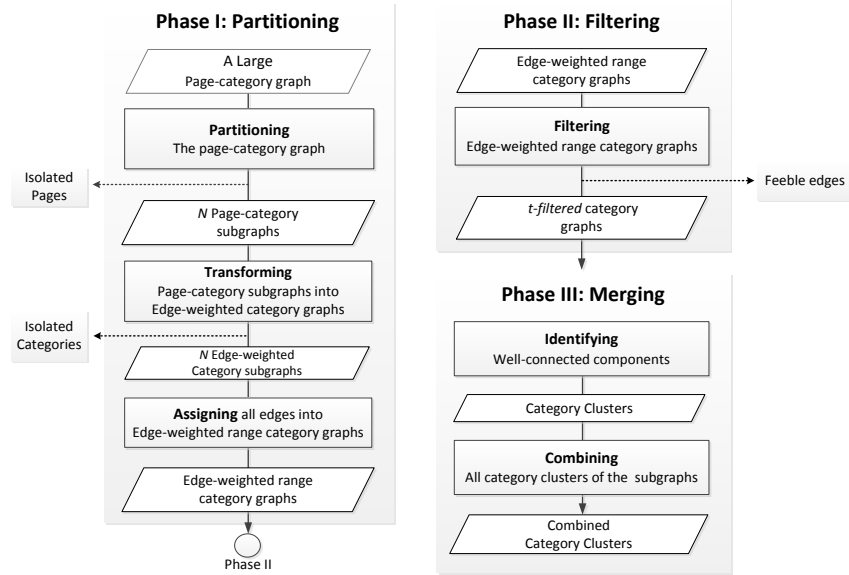 Phase I: Partitioning
A Large
Page-category graph
Partitioning
The page-category graph
Isolated
Pages
N Page-category
subgraphs
Transforming
Page-category subgraphs into
Edge-weighted category graphs
Isolated
Categories
N Edge-weighted
Category subgraphs
Assigning all edges into
Edge-weighted range category graphs
Edge-weighted range
category graphs
Phase II
Phase II: Filtering
Edge-weighted range
category graphs
Filtering
Edge-weighted range category graphs
Feeble edges
t-filtered category
graphs
Phase III: Merging
Identifying
Well-connected components
Category Clusters
Combining
All category clusters of the subgraphs
Combined
Category Clusters